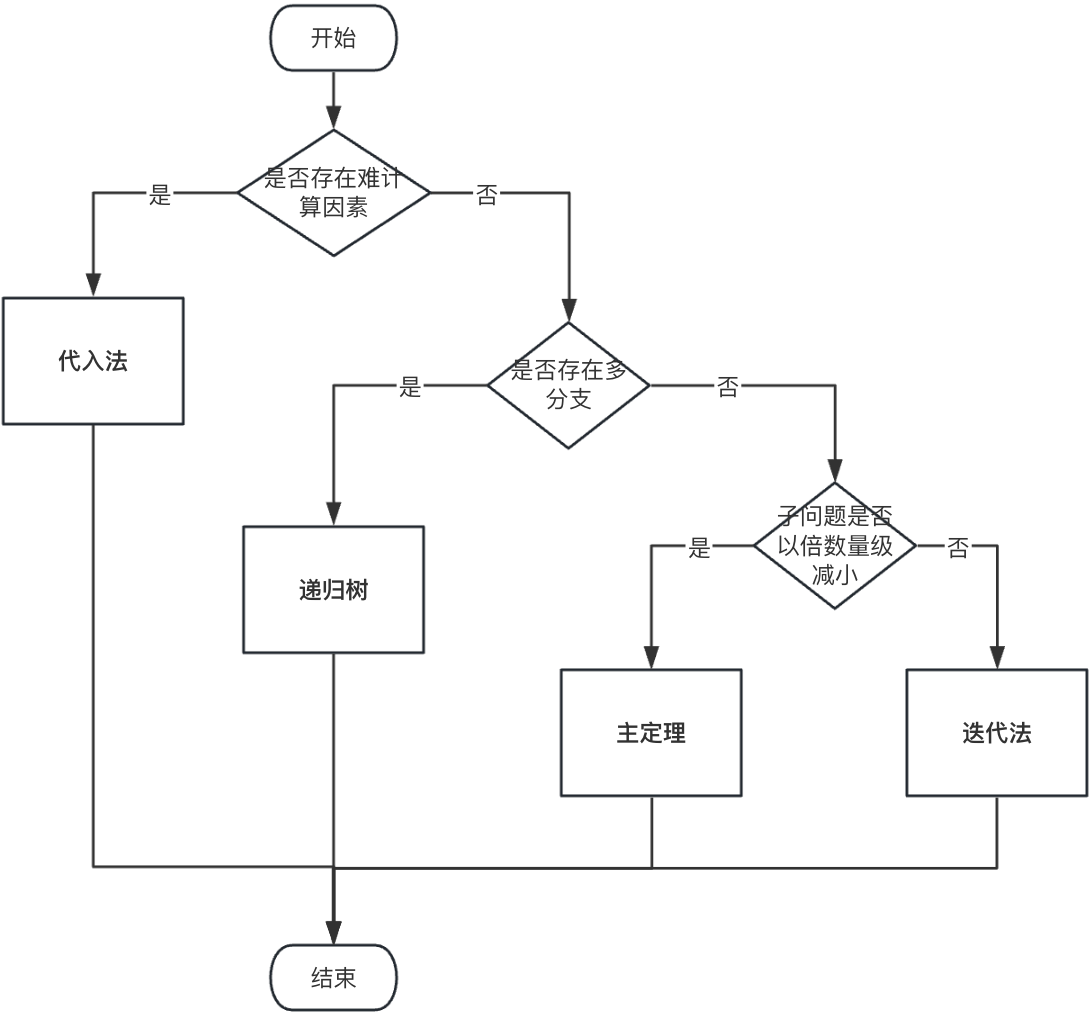 开始
是否存在难计
算因素
是
否
代入法
是否存在多
分支
是
否
子问题是否
以倍数量级
减小
是
否
递归树
主定理
迭代法
结束